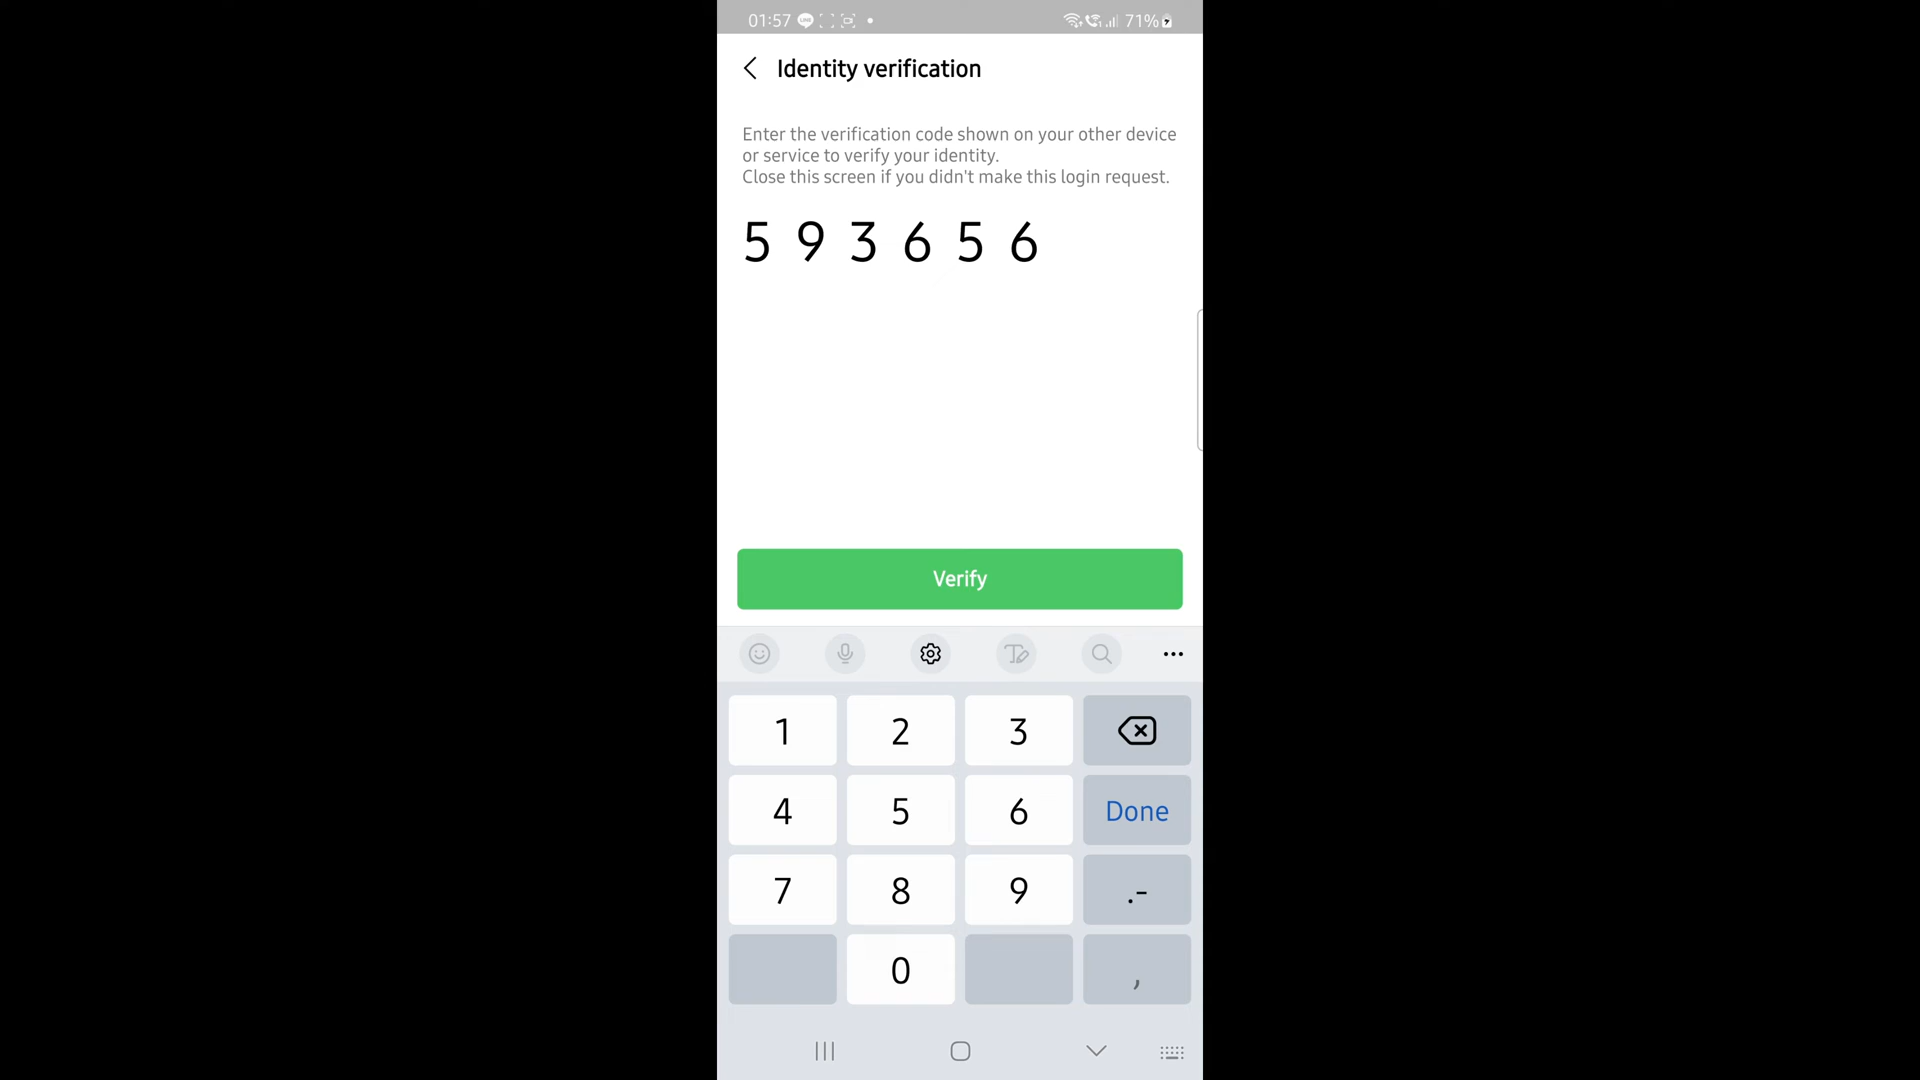 01:57 LINE 71%
Identity verification
Enter the verification code shown on your other device
or service to verify your identity.
Close this screen if you didn't make this login request.
5 9 3 6 5 6
Verify
1 2 3
4 5 6 Done
7 8 9 .-
0 ,